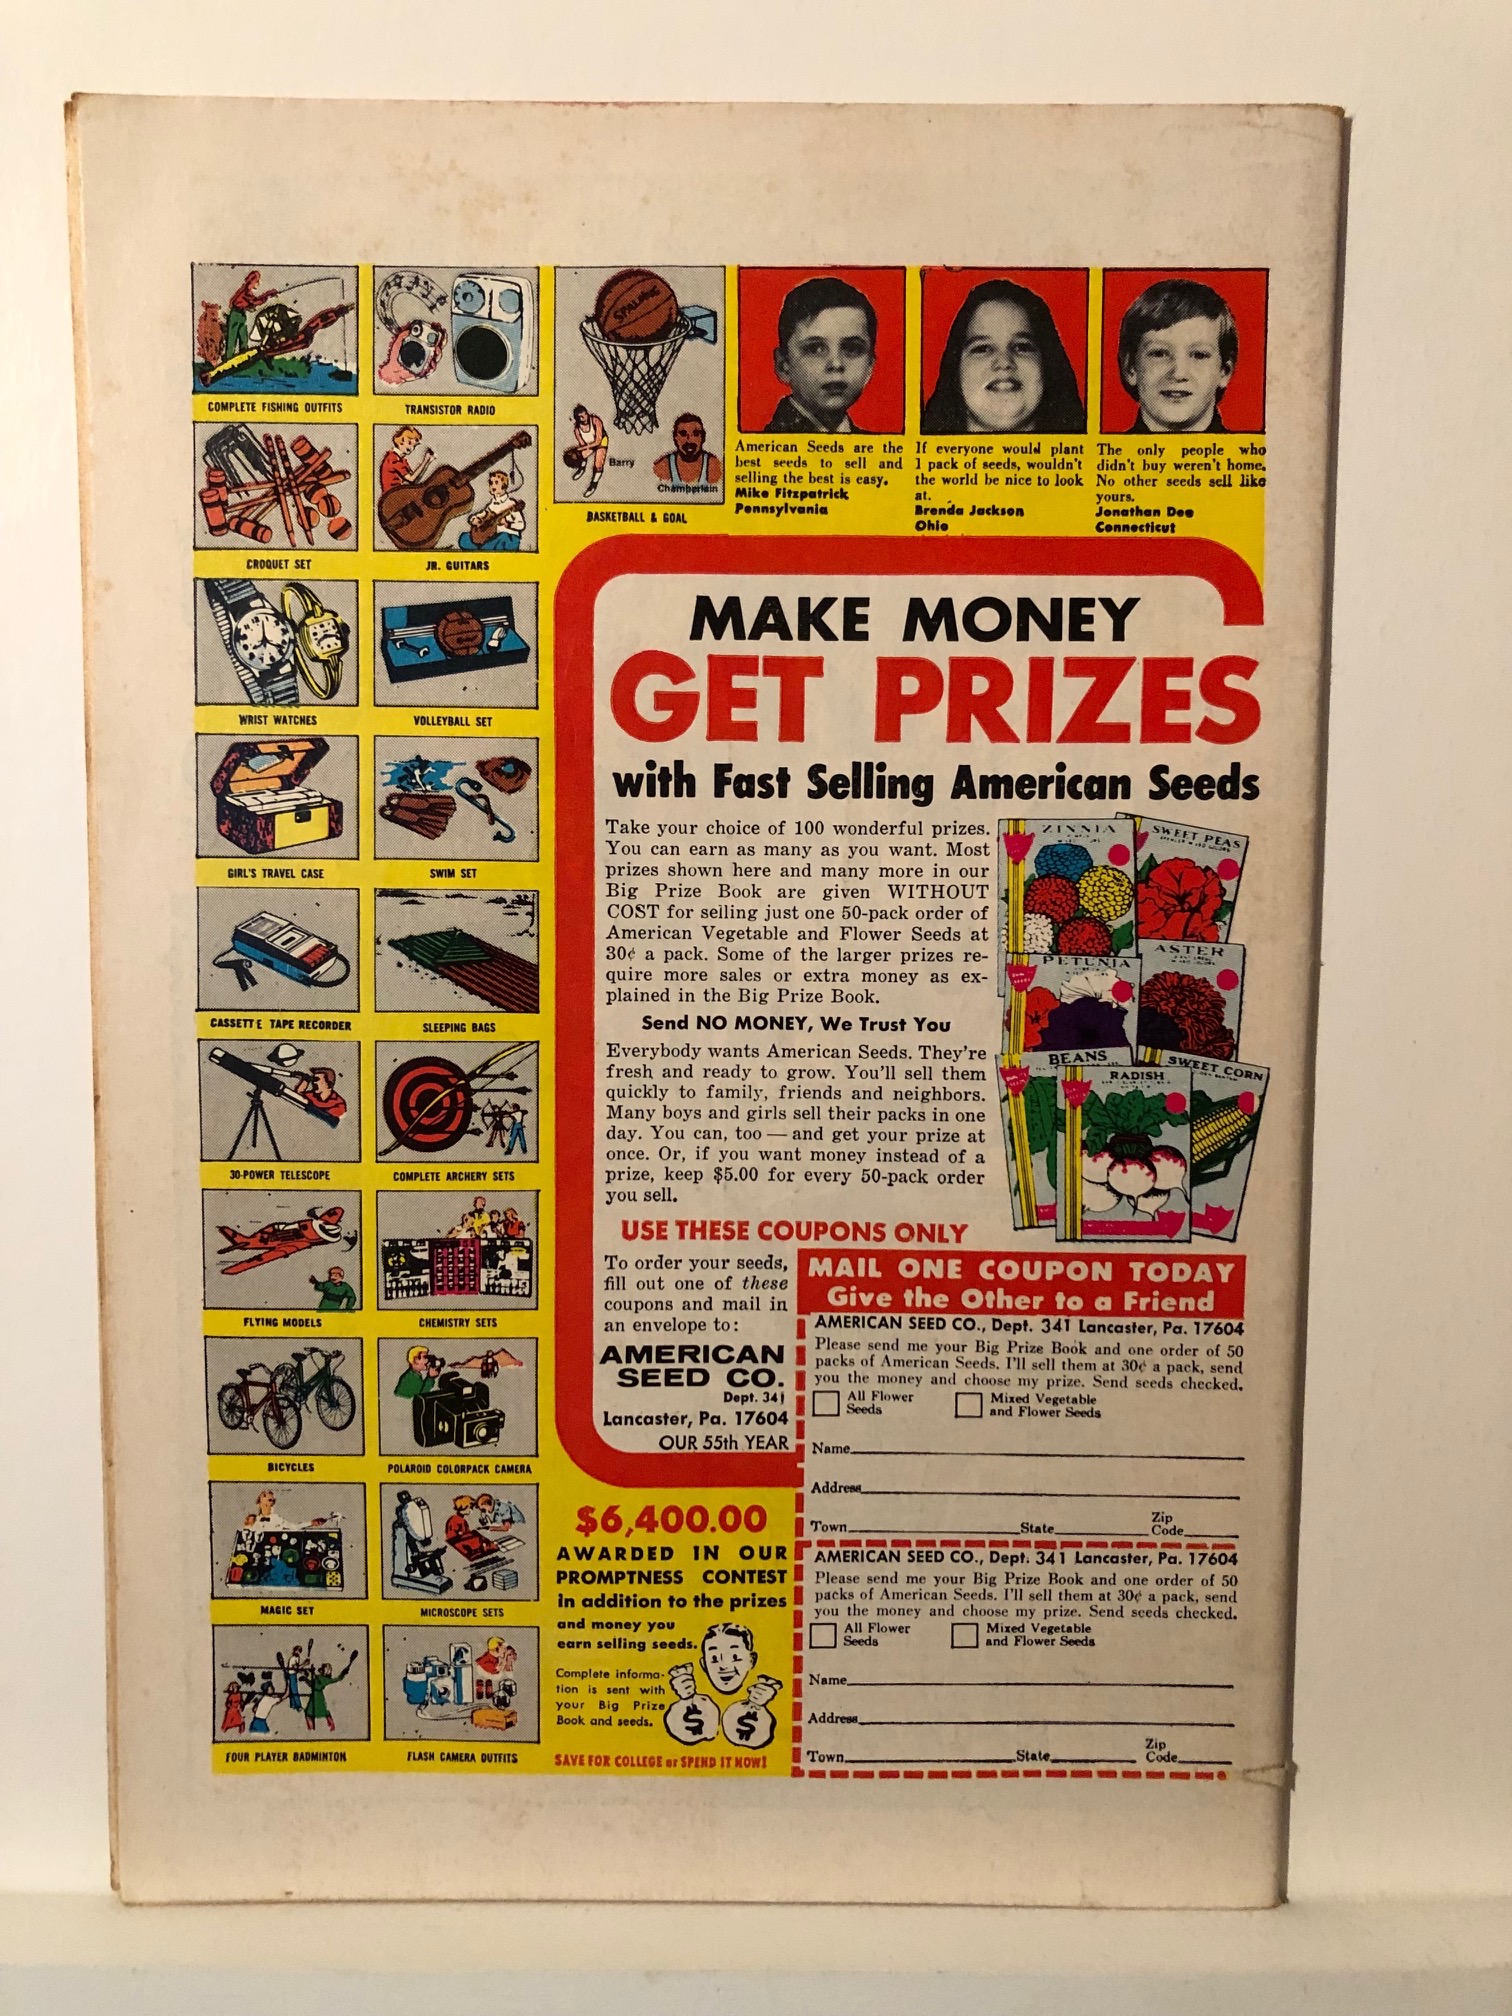 COMPLETE FISHING OUTFITS
TRANSISTOR RADIO
CROQUET SET
JR. GUITARS
WRIST WATCHES
VOLLEYBALL SET
GIRL'S TRAVEL CASE
SWIM SET
CASSETTE TAPE RECORDER
SLEEPING BAGS
30-POWER TELESCOPE
COMPLETE ARCHERY SETS
FLYING MODELS
CHEMISTRY SETS
BICYCLES
POLAROID COLORPACK CAMERA
MAGIC SET
MICROSCOPE SETS
FOUR PLAYER BADMINTON
FLASH CAMERA OUTFITS
SPALDING
Barry
Chamberlain
BASKETBALL & GOAL
American Seeds are the
best seeds to sell and
selling the best is easy.
Mike Fitzpatrick
Pennsylvania
If everyone would plant
1 pack of seeds, wouldn't
the world be nice to look
at.
Brenda Jackson
Ohio
The only people who
didn't buy weren't home.
No other seeds sell like
yours.
Jonathan Dee
Connecticut
MAKE MONEY
GET PRIZES
with Fast Selling American Seeds
Take your choice of 100 wonderful prizes.
You can earn as many as you want. Most
prizes shown here and many more in our
Big Prize Book are given WITHOUT
COST for selling just one 50-pack order of
American Vegetable and Flower Seeds at
30¢ a pack. Some of the larger prizes re-
quire more sales or extra money as ex-
plained in the Big Prize Book.
Send NO MONEY, We Trust You
Everybody wants American Seeds. They're
fresh and ready to grow. You'll sell them
quickly to family, friends and neighbors.
Many boys and girls sell their packs in one
day. You can, too — and get your prize at
once. Or, if you want money instead of a
prize, keep $5.00 for every 50-pack order
you sell.
ZINNIA
SWEET PEAS
PETUNIA
ASTER
BEANS
RADISH
SWEET CORN
USE THESE COUPONS ONLY
To order your seeds,
fill out one of these
coupons and mail in
an envelope to:
AMERICAN
SEED CO.
Dept. 341
Lancaster, Pa. 17604
OUR 55th YEAR
MAIL ONE COUPON TODAY
Give the Other to a Friend
AMERICAN SEED CO., Dept. 341 Lancaster, Pa. 17604
Please send me your Big Prize Book and one order of 50
packs of American Seeds. I'll sell them at 30¢ a pack, send
you the money and choose my prize. Send seeds checked.
All Flower
Seeds
Mixed Vegetable
and Flower Seeds
Name
Address
Town State Zip
Code
AMERICAN SEED CO., Dept. 341 Lancaster, Pa. 17604
Please send me your Big Prize Book and one order of 50
packs of American Seeds. I'll sell them at 30¢ a pack, send
you the money and choose my prize. Send seeds checked.
All Flower
Seeds
Mixed Vegetable
and Flower Seeds
Name
Address
Town State Zip
Code
$6,400.00
AWARDED IN OUR
PROMPTNESS CONTEST
in addition to the prizes
and money you
earn selling seeds.
Complete informa-
tion is sent with
your Big Prize
Book and seeds.
$ $
SAVE FOR COLLEGE or SPEND IT NOW!